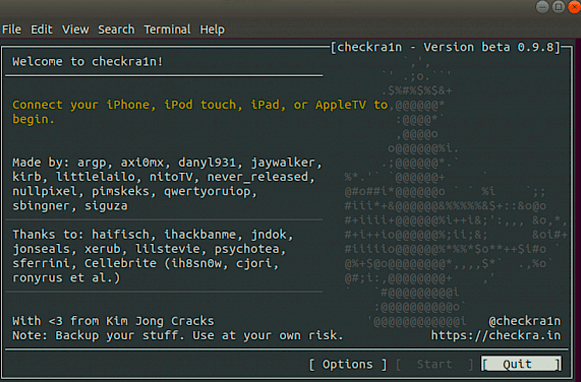 File Edit View Search Terminal Help
[checkra1n - Version beta 0.9.8]
Welcome to checkra1n!
Connect your iPhone, iPod touch, iPad, or AppleTV to
begin.
Made by: argp, axi0mx, danyl931, jaywalker,
kirb, littlelailo, nitoTV, never_released,
nullpixel, pimskeks, qwertyoruiop,
sbingner, siguza
Thanks to: haifisch, ihackbanme, jndok,
jonseals, xerub, lilstevie, psychotea,
sferrini, Cellebrite (ih8sn0w, cjori,
ronyrus et al.)
With <3 from Kim Jong Cracks @checkra1n
Note: Backup your stuff. Use at your own risk. https://checkra.in
[ Options ] [ Start ] [ Quit ]